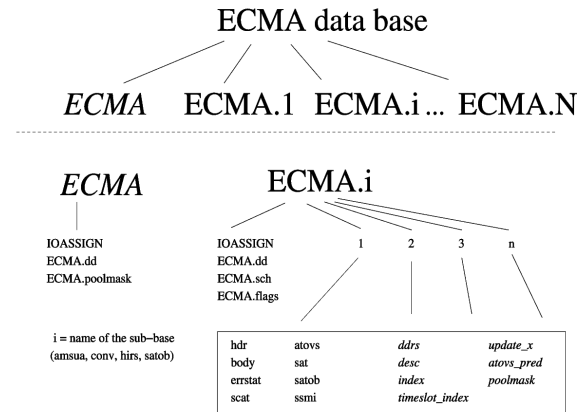 ECMA data base
ECMA ECMA.1 ECMA.i ... ECMA.N
ECMA
IOASSIGN
ECMA.dd
ECMA.poolmask
i = name of the sub-base
(amsua, conv, hirs, satob)
ECMA.i
IOASSIGN 1 2 3 n
ECMA.dd
ECMA.sch
ECMA.flags
hdr atovs ddrs update_x
body sat desc atovs_pred
errstat satob index poolmask
scat ssmi timeslot_index